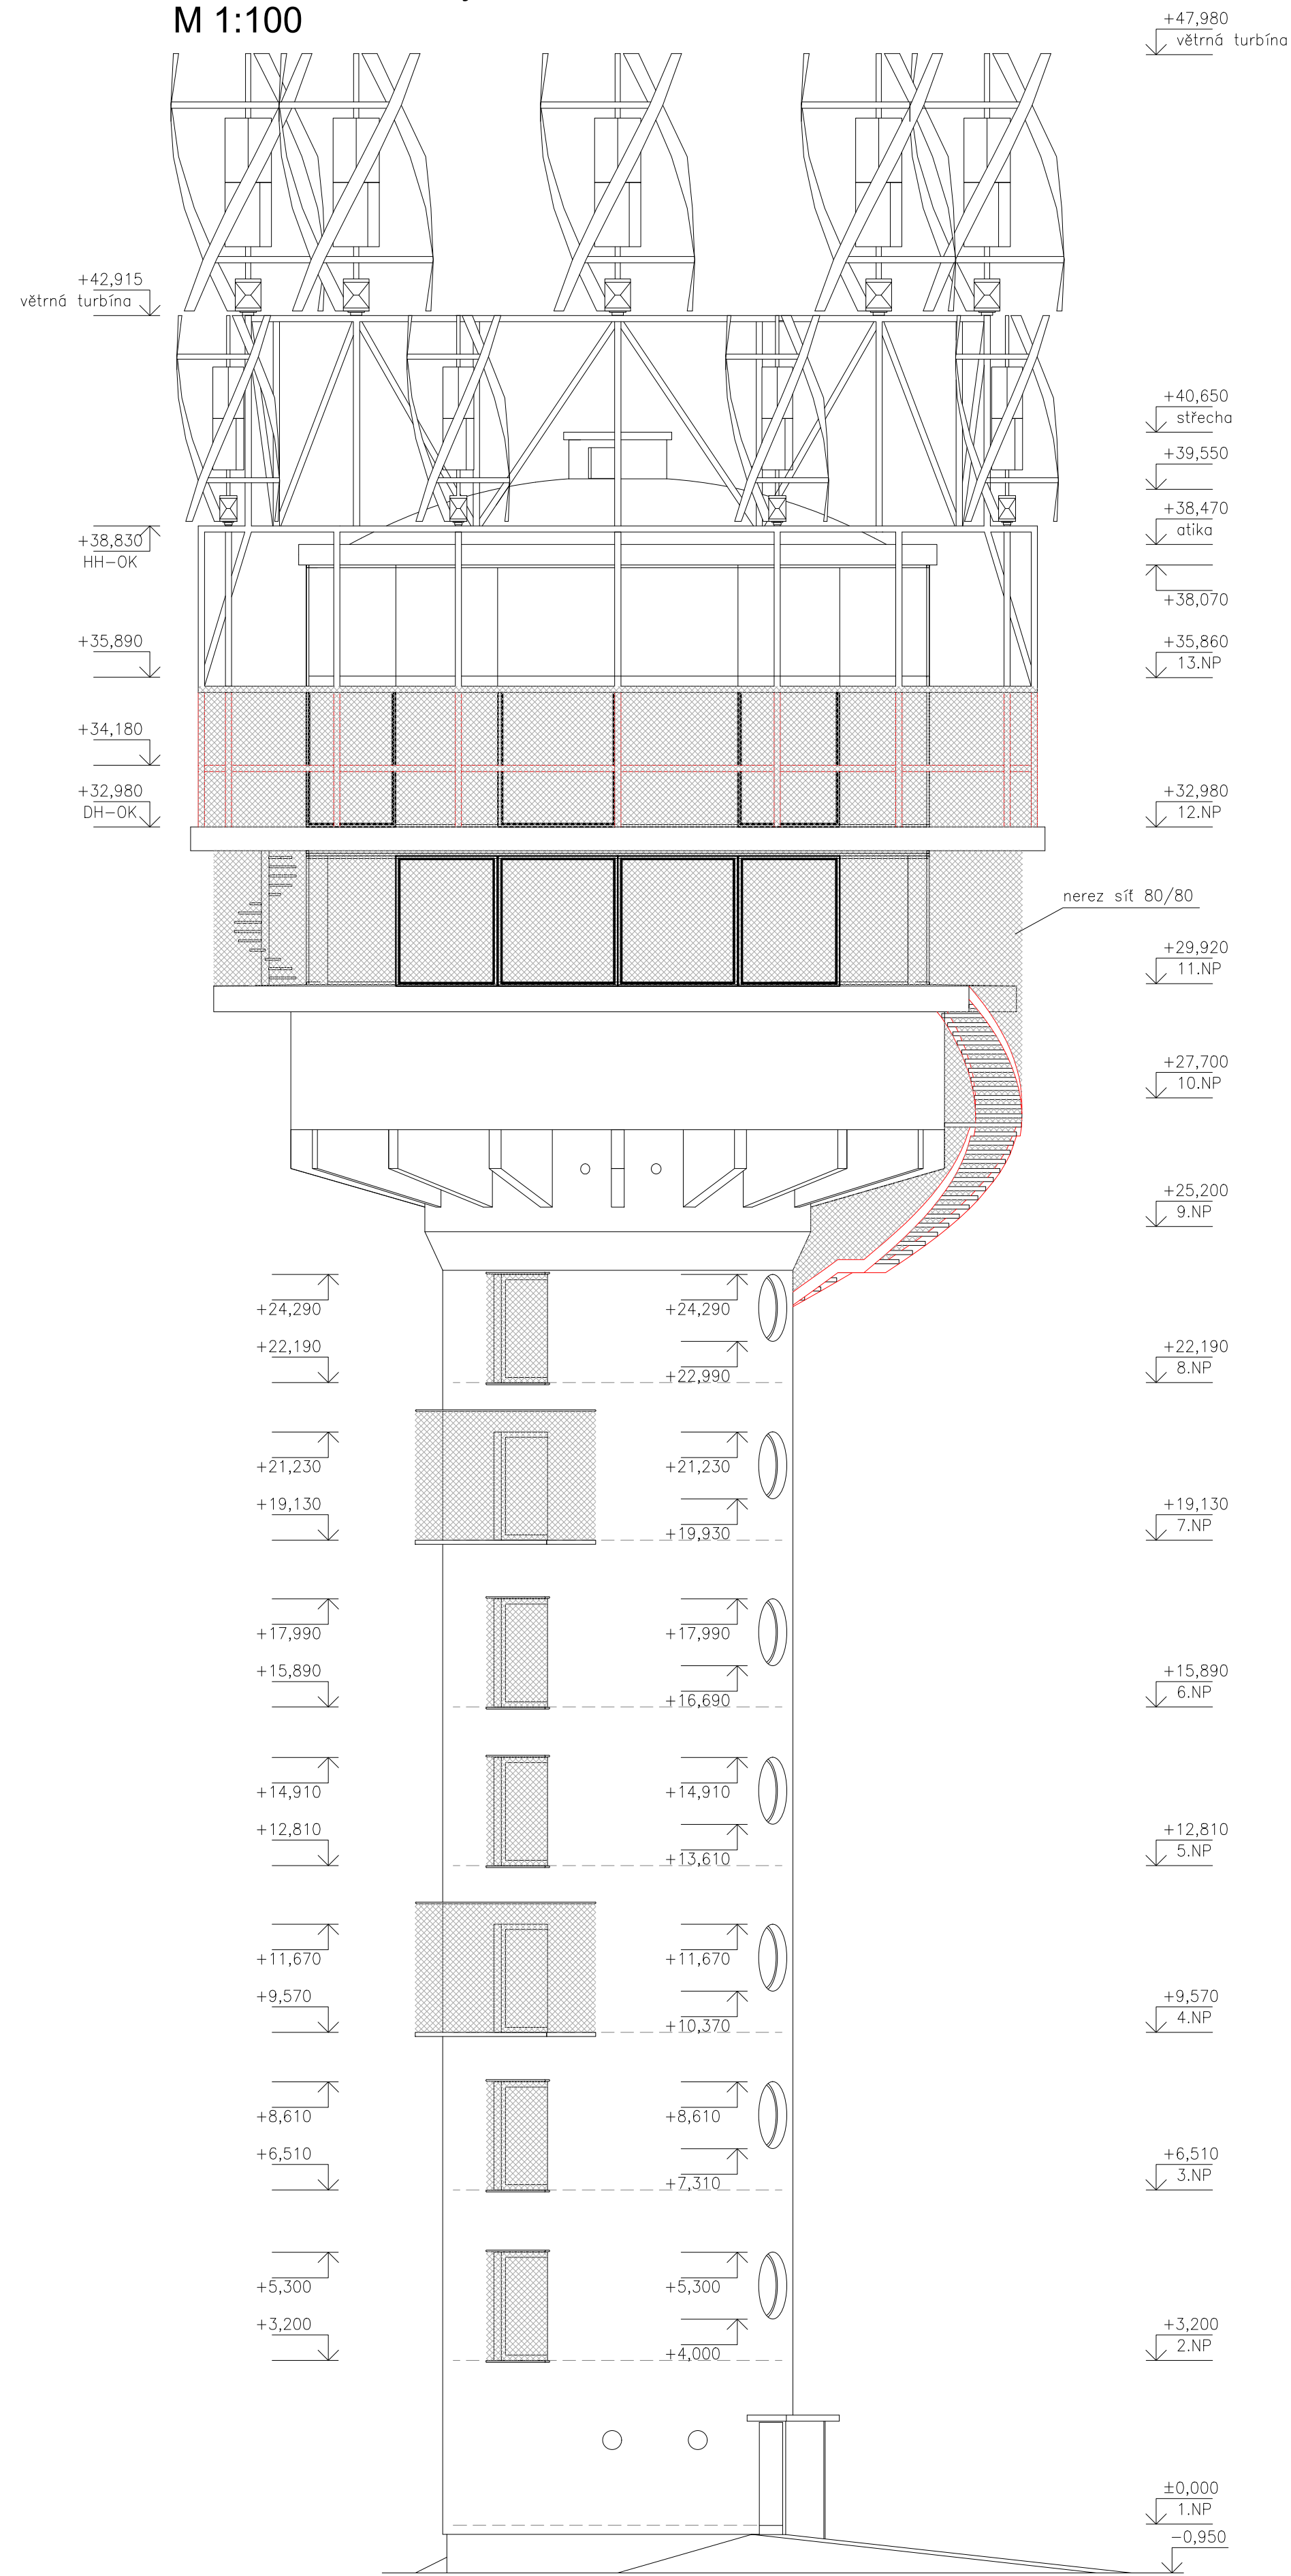 M 1:100
+47,980
větrná turbína
+42,915
větrná turbína
+40,650
střecha
+39,550
+38,470
atika
+38,830
HH-OK
+38,070
+35,890
+35,860
13.NP
+34,180
+32,980
DH-OK
+32,980
12.NP
nerez síť 80/80
+29,920
11.NP
+27,700
10.NP
+25,200
9.NP
+24,290
+24,290
+22,190
+22,990
+22,190
8.NP
+21,230
+21,230
+19,130
+19,930
+19,130
7.NP
+17,990
+17,990
+15,890
+16,690
+15,890
6.NP
+14,910
+14,910
+12,810
+13,610
+12,810
5.NP
+11,670
+11,670
+9,570
+10,370
+9,570
4.NP
+8,610
+8,610
+6,510
+7,310
+6,510
3.NP
+5,300
+5,300
+3,200
+4,000
+3,200
2.NP
±0,000
1.NP
-0,950